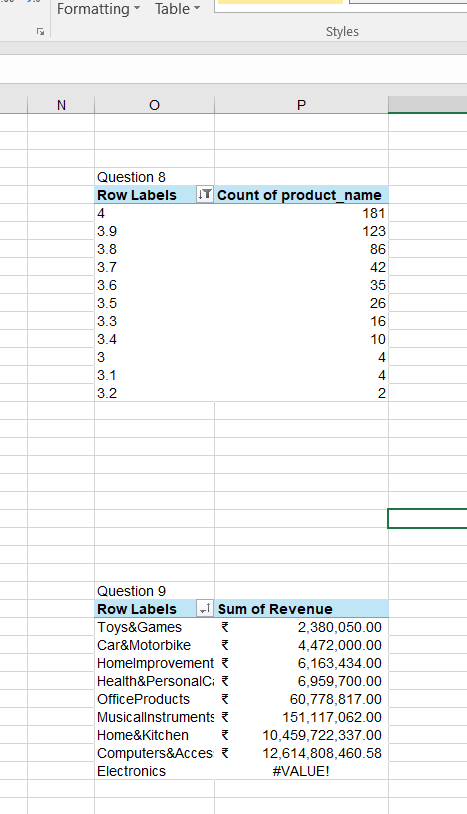 Formatting Table
Styles
N O P
Question 8
Row Labels Count of product_name
4 181
3.9 123
3.8 86
3.7 42
3.6 35
3.5 26
3.3 16
3.4 10
3 4
3.1 4
3.2 2
Question 9
Row Labels Sum of Revenue
Toys&Games ₹ 2,380,050.00
Car&Motorbike ₹ 4,472,000.00
HomeImprovement ₹ 6,163,434.00
Health&PersonalCa ₹ 6,959,700.00
OfficeProducts ₹ 60,778,817.00
MusicalInstruments ₹ 151,117,062.00
Home&Kitchen ₹ 10,459,722,337.00
Computers&Acces ₹ 12,614,808,460.58
Electronics #VALUE!